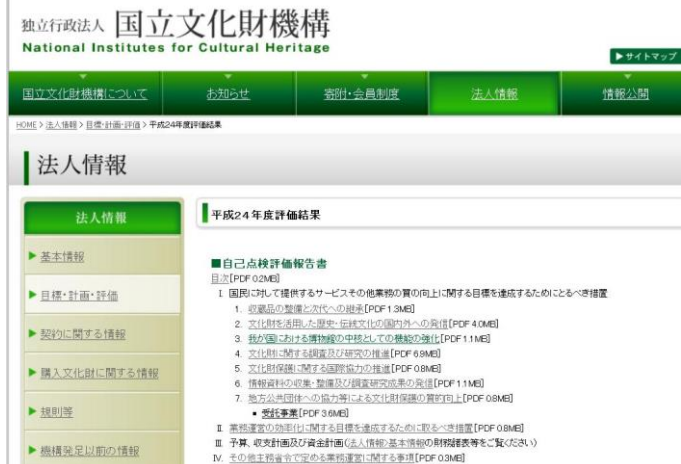 独立行政法人 国立文化財機構
National Institutes for Cultural Heritage
▶サイトマップ
国立文化財機構について お知らせ 寄附・会員制度 法人情報 情報公開
HOME > 法人情報 > 目標・計画・評価 > 平成24年度評価結果
法人情報
法人情報
▶ 基本情報
▶ 目標・計画・評価
▶ 契約に関する情報
▶ 購入文化財に関する情報
▶ 規則等
▶ 機構発足以前の情報
平成24年度評価結果
■自己点検評価報告書
目次[PDF 0.2MB]
Ⅰ 国民に対して提供するサービスその他業務の質の向上に関する目標を達成するためにとるべき措置
1. 収蔵品の整備と次代への継承[PDF 1.3MB]
2. 文化財を活用した歴史・伝統文化の国内外への発信[PDF 4.0MB]
3. 我が国における博物館の中核としての機能の強化[PDF 1.1MB]
4. 文化財に関する調査及び研究の推進[PDF 6.9MB]
5. 文化財保護に関する国際協力の推進[PDF 0.8MB]
6. 情報資料の収集・整備及び調査研究成果の発信[PDF 1.1MB]
7. 地方公共団体への協力等による文化財保護の質的向上[PDF 0.8MB]
• 受託事業[PDF 3.6MB]
Ⅱ 業務運営の効率化に関する目標を達成するために取るべき措置[PDF 0.8MB]
Ⅲ 予算、収支計画及び資金計画(法人情報>基本情報の財務諸表等をご覧ください)
Ⅳ. その他主務省令で定める業務運営に関する事項[PDF 0.3MB]